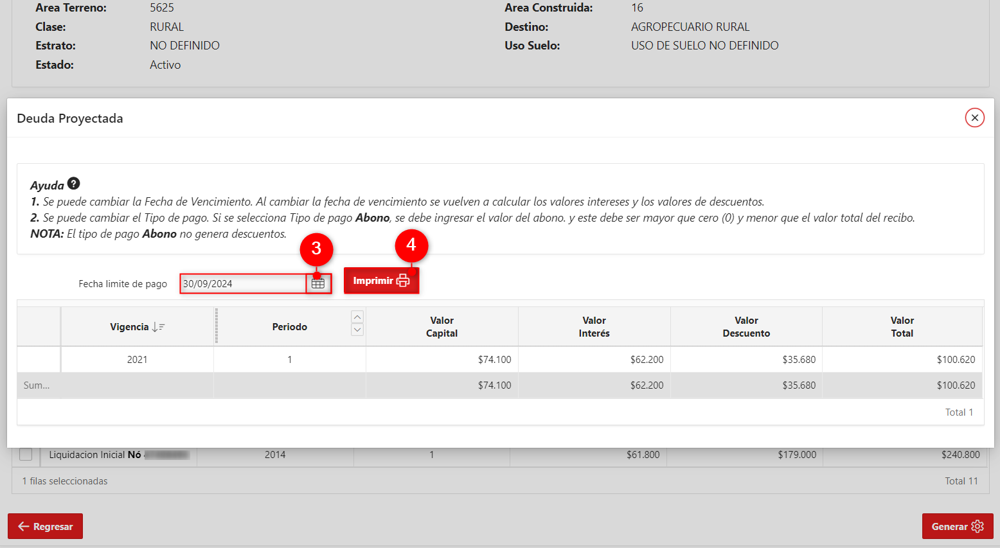 Area Terreno: 5625 Area Construida: 16
Clase: RURAL Destino: AGROPECUARIO RURAL
Estrato: NO DEFINIDO Uso Suelo: USO DE SUELO NO DEFINIDO
Estado: Activo
Deuda Proyectada
Ayuda ?
1. Se puede cambiar la Fecha de Vencimiento. Al cambiar la fecha de vencimiento se vuelven a calcular los valores intereses y los valores de descuentos.
2. Se puede cambiar el Tipo de pago. Si se selecciona Tipo de pago Abono, se debe ingresar el valor del abono. y este debe ser mayor que cero (0) y menor que el valor total del recibo.
NOTA: El tipo de pago Abono no genera descuentos.
3 4
Fecha limite de pago 30/09/2024 Imprimir
Vigencia Periodo Valor Capital Valor Interés Valor Descuento Valor Total
2021 1 $74.100 $62.200 $35.680 $100.620
Sum... $74.100 $62.200 $35.680 $100.620
Total 1
Liquidacion Inicial Nó 2014 1 $61.800 $179.000 $240.800
1 filas seleccionadas Total 11
Regresar Generar